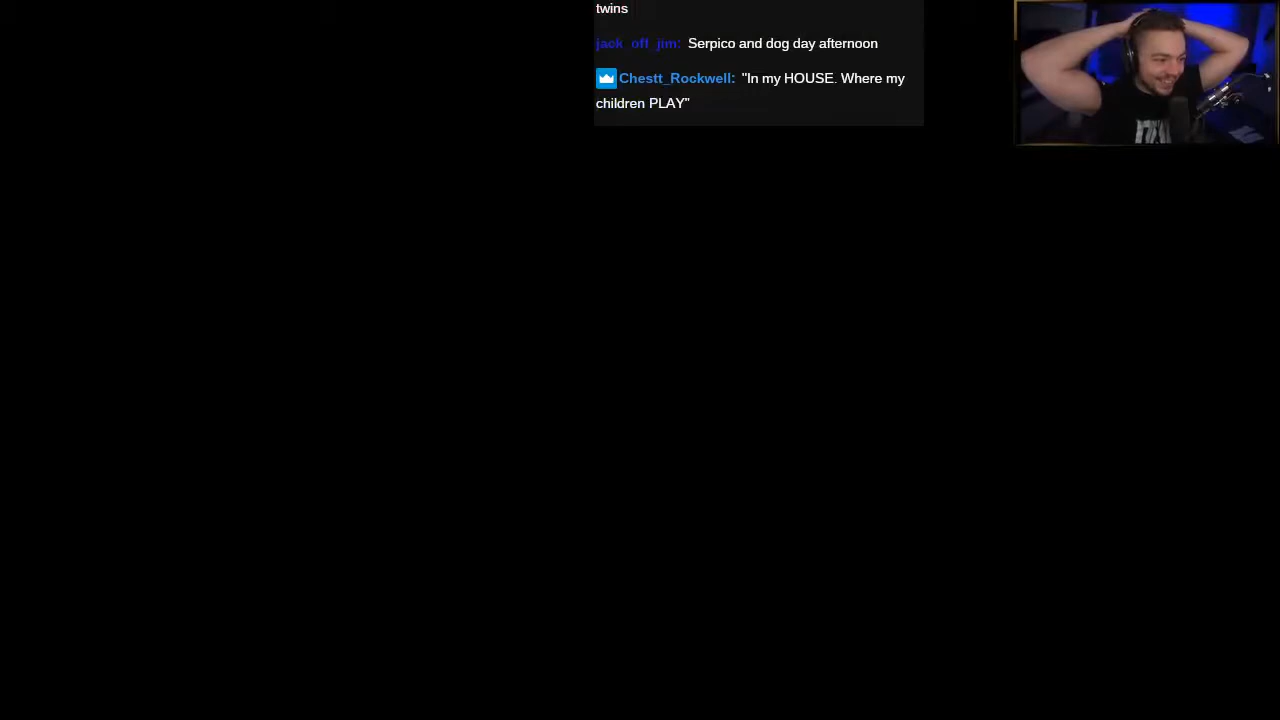 twins
jack_off_jim: Serpico and dog day afternoon
Chestt_Rockwell: "In my HOUSE. Where my
children PLAY"